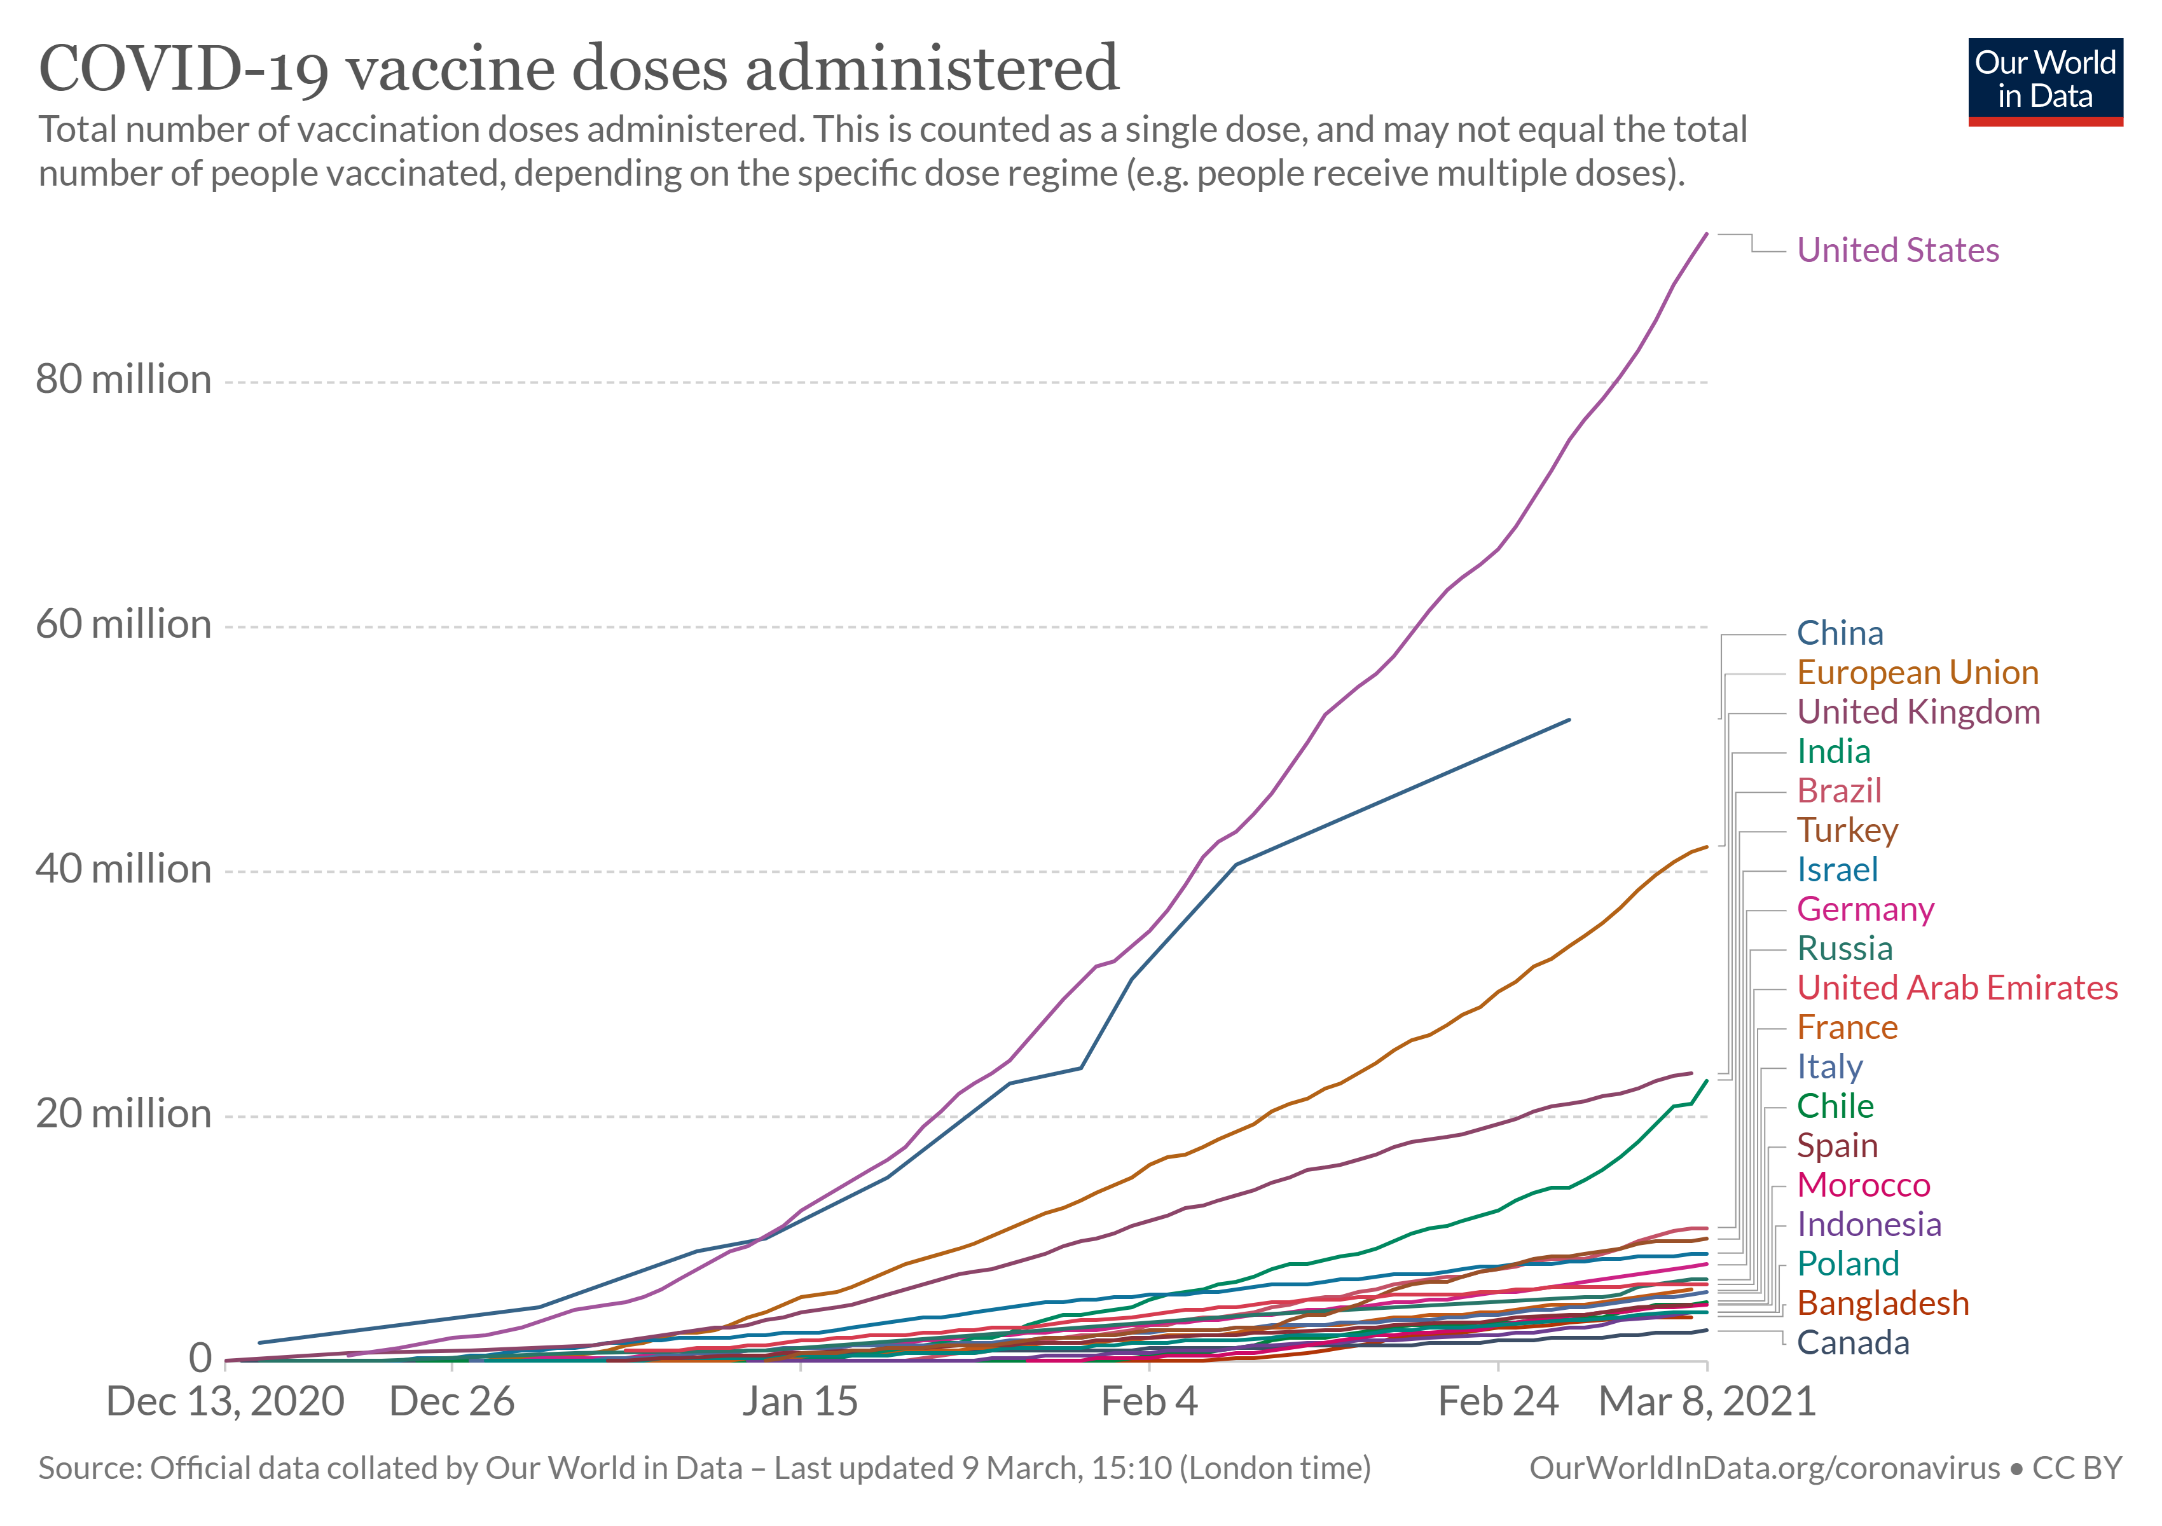 COVID-19 vaccine doses administered
Our World
in Data
Total number of vaccination doses administered. This is counted as a single dose, and may not equal the total
number of people vaccinated, depending on the specific dose regime (e.g. people receive multiple doses).
United States
80 million
60 million
China
European Union
United Kingdom
India
Brazil
Turkey
40 million
Israel
Germany
Russia
United Arab Emirates
France
Italy
20 million
Chile
Spain
Morocco
Indonesia
Poland
Bangladesh
Canada
0
Dec 13, 2020 Dec 26 Jan 15 Feb 4 Feb 24 Mar 8, 2021
Source: Official data collated by Our World in Data – Last updated 9 March, 15:10 (London time)
OurWorldInData.org/coronavirus • CC BY